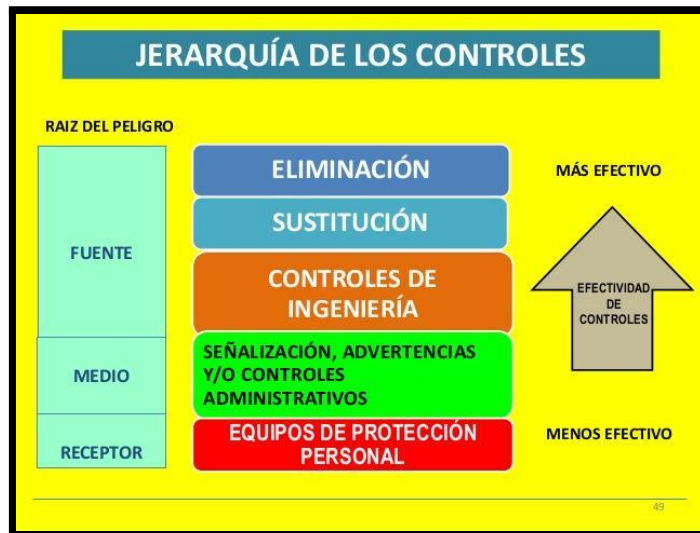 JERARQUÍA DE LOS CONTROLES
RAIZ DEL PELIGRO
FUENTE
MEDIO
RECEPTOR
ELIMINACIÓN
SUSTITUCIÓN
CONTROLES DE
INGENIERÍA
SEÑALIZACIÓN, ADVERTENCIAS
Y/O CONTROLES
ADMINISTRATIVOS
EQUIPOS DE PROTECCIÓN
PERSONAL
MÁS EFECTIVO
EFECTIVIDAD
DE
CONTROLES
MENOS EFECTIVO
49